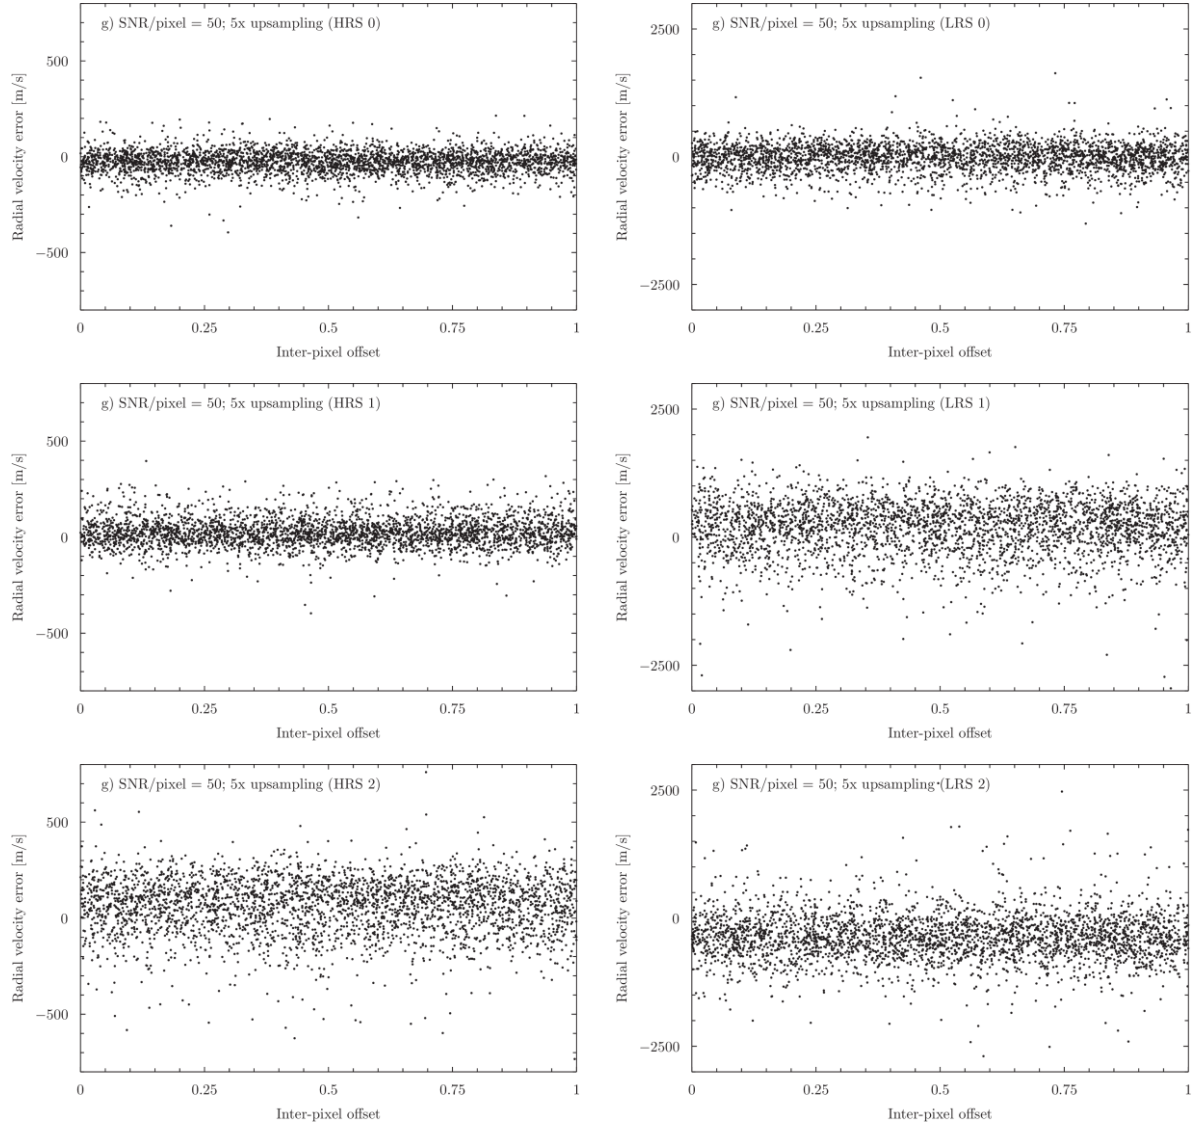 g) SNR/pixel = 50; 5x upsampling (HRS 0)
500
0
−500
Radial velocity error [m/s]
0 0.25 0.5 0.75 1
Inter-pixel offset
g) SNR/pixel = 50; 5x upsampling (LRS 0)
2500
0
−2500
Radial velocity error [m/s]
0 0.25 0.5 0.75 1
Inter-pixel offset
g) SNR/pixel = 50; 5x upsampling (HRS 1)
500
0
−500
Radial velocity error [m/s]
0 0.25 0.5 0.75 1
Inter-pixel offset
g) SNR/pixel = 50; 5x upsampling (LRS 1)
2500
0
−2500
Radial velocity error [m/s]
0 0.25 0.5 0.75 1
Inter-pixel offset
g) SNR/pixel = 50; 5x upsampling (HRS 2)
500
0
−500
Radial velocity error [m/s]
0 0.25 0.5 0.75 1
Inter-pixel offset
g) SNR/pixel = 50; 5x upsampling (LRS 2)
2500
0
−2500
Radial velocity error [m/s]
0 0.25 0.5 0.75 1
Inter-pixel offset